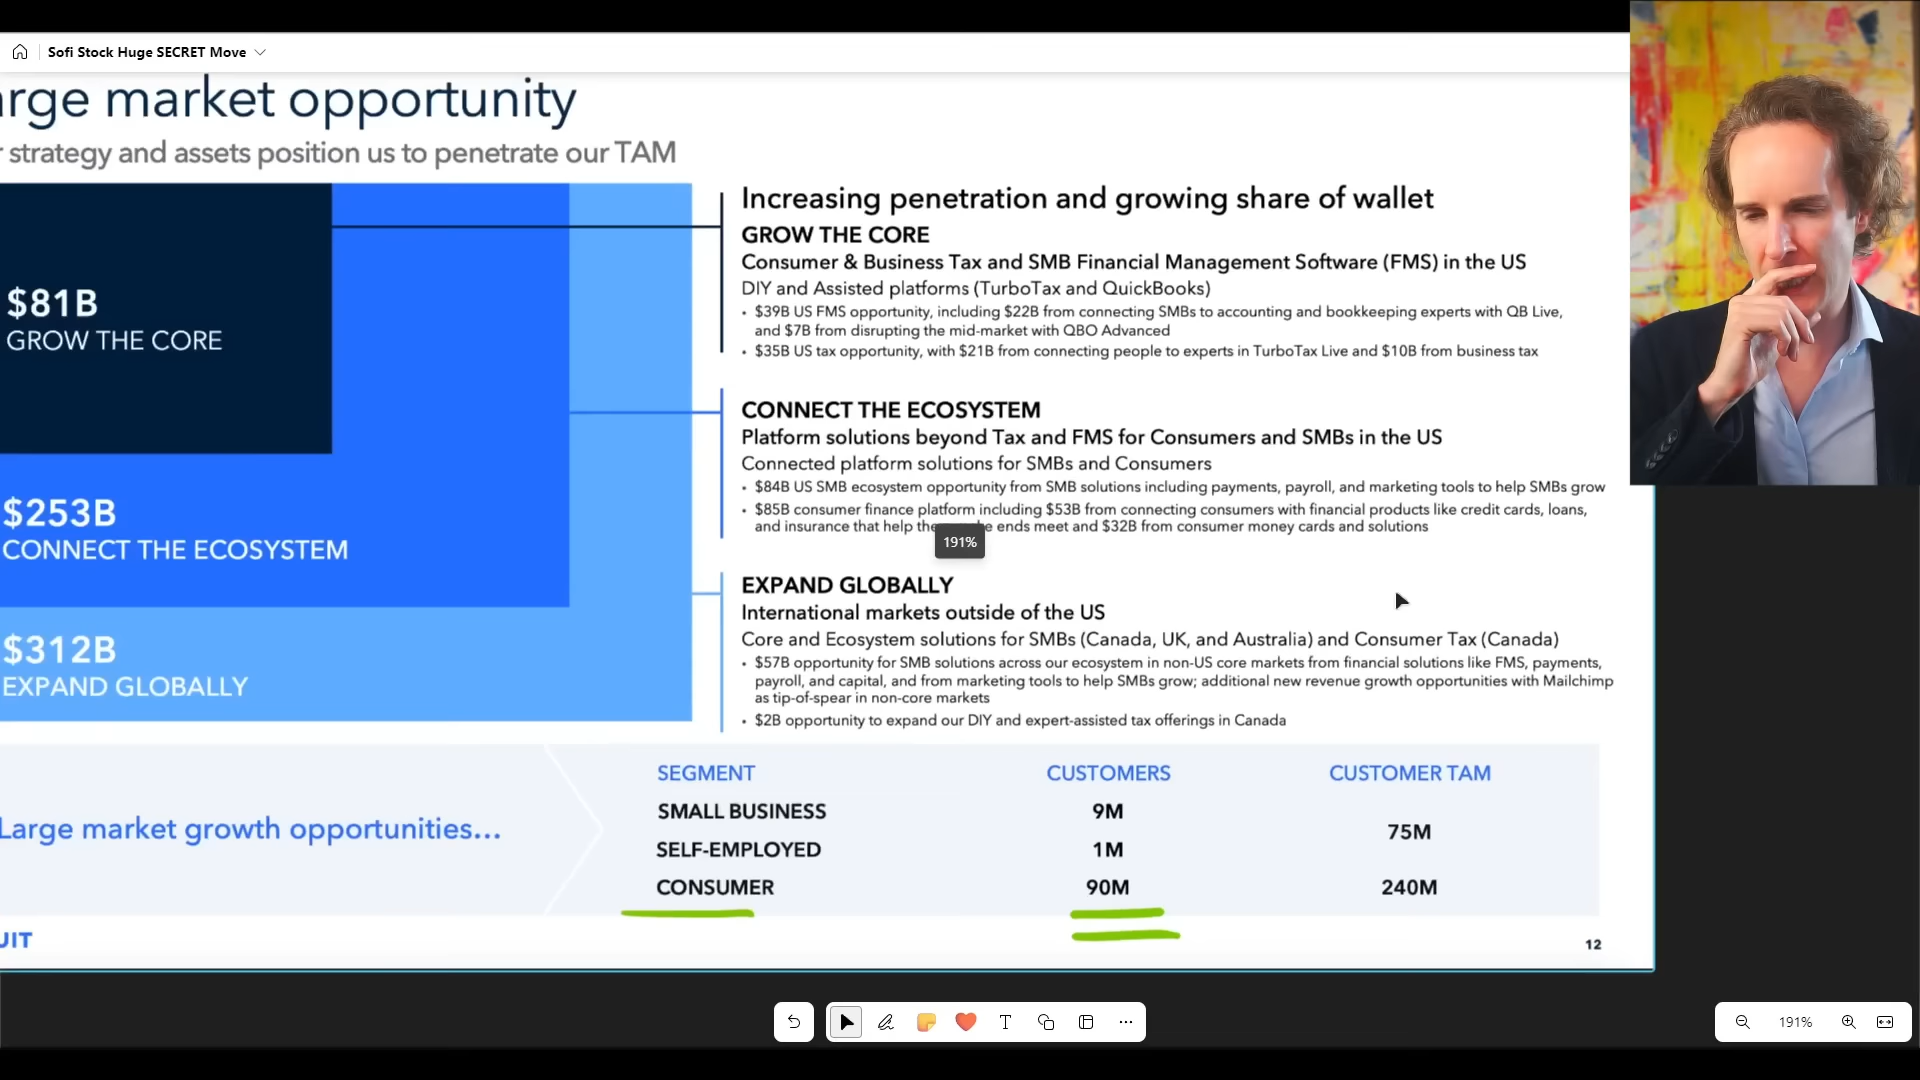 Sofi Stock Huge SECRET Move
arge market opportunity
r strategy and assets position us to penetrate our TAM
$81B
GROW THE CORE
$253B
CONNECT THE ECOSYSTEM
$312B
EXPAND GLOBALLY
Increasing penetration and growing share of wallet
GROW THE CORE
Consumer & Business Tax and SMB Financial Management Software (FMS) in the US
DIY and Assisted platforms (TurboTax and QuickBooks)
• $39B US FMS opportunity, including $22B from connecting SMBs to accounting and bookkeeping experts with QB Live,
and $7B from disrupting the mid-market with QBO Advanced
• $35B US tax opportunity, with $21B from connecting people to experts in TurboTax Live and $10B from business tax
CONNECT THE ECOSYSTEM
Platform solutions beyond Tax and FMS for Consumers and SMBs in the US
Connected platform solutions for SMBs and Consumers
• $84B US SMB ecosystem opportunity from SMB solutions including payments, payroll, and marketing tools to help SMBs grow
• $85B consumer finance platform including $53B from connecting consumers with financial products like credit cards, loans,
and insurance that help ends meet and $32B from consumer money cards and solutions
191%
EXPAND GLOBALLY
International markets outside of the US
Core and Ecosystem solutions for SMBs (Canada, UK, and Australia) and Consumer Tax (Canada)
• $57B opportunity for SMB solutions across our ecosystem in non-US core markets from financial solutions like FMS, payments,
payroll, and capital, and from marketing tools to help SMBs grow; additional new revenue growth opportunities with Mailchimp
as tip-of-spear in non-core markets
• $2B opportunity to expand our DIY and expert-assisted tax offerings in Canada
Large market growth opportunities...
SEGMENT CUSTOMERS CUSTOMER TAM
SMALL BUSINESS 9M
75M
SELF-EMPLOYED 1M
CONSUMER 90M 240M
UIT
12
191%